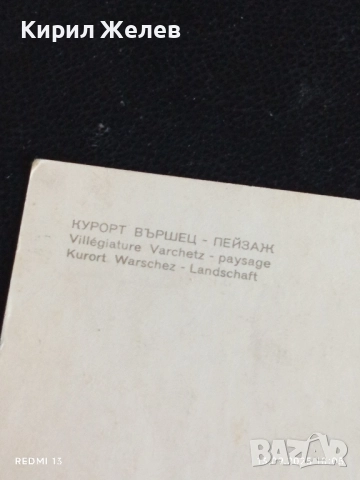 Кирил Желев
КУРОРТ ВЪРШЕЦ - ПЕЙЗАЖ
Villégiature Varchetz - paysage
Kurort Warschez - Landschaft
REDMI 13
BAZAR